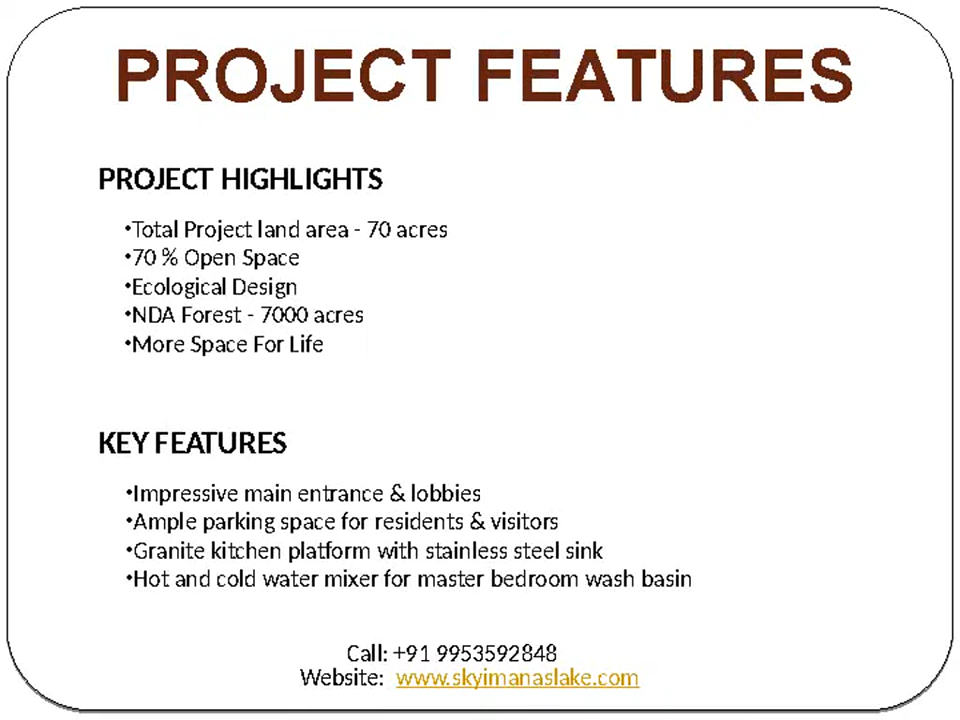 PROJECT FEATURES
PROJECT HIGHLIGHTS
•Total Project land area - 70 acres
•70 % Open Space
•Ecological Design
•NDA Forest - 7000 acres
•More Space For Life
KEY FEATURES
•Impressive main entrance & lobbies
•Ample parking space for residents & visitors
•Granite kitchen platform with stainless steel sink
•Hot and cold water mixer for master bedroom wash basin
Call: +91 9953592848
Website: www.skyimanaslake.com